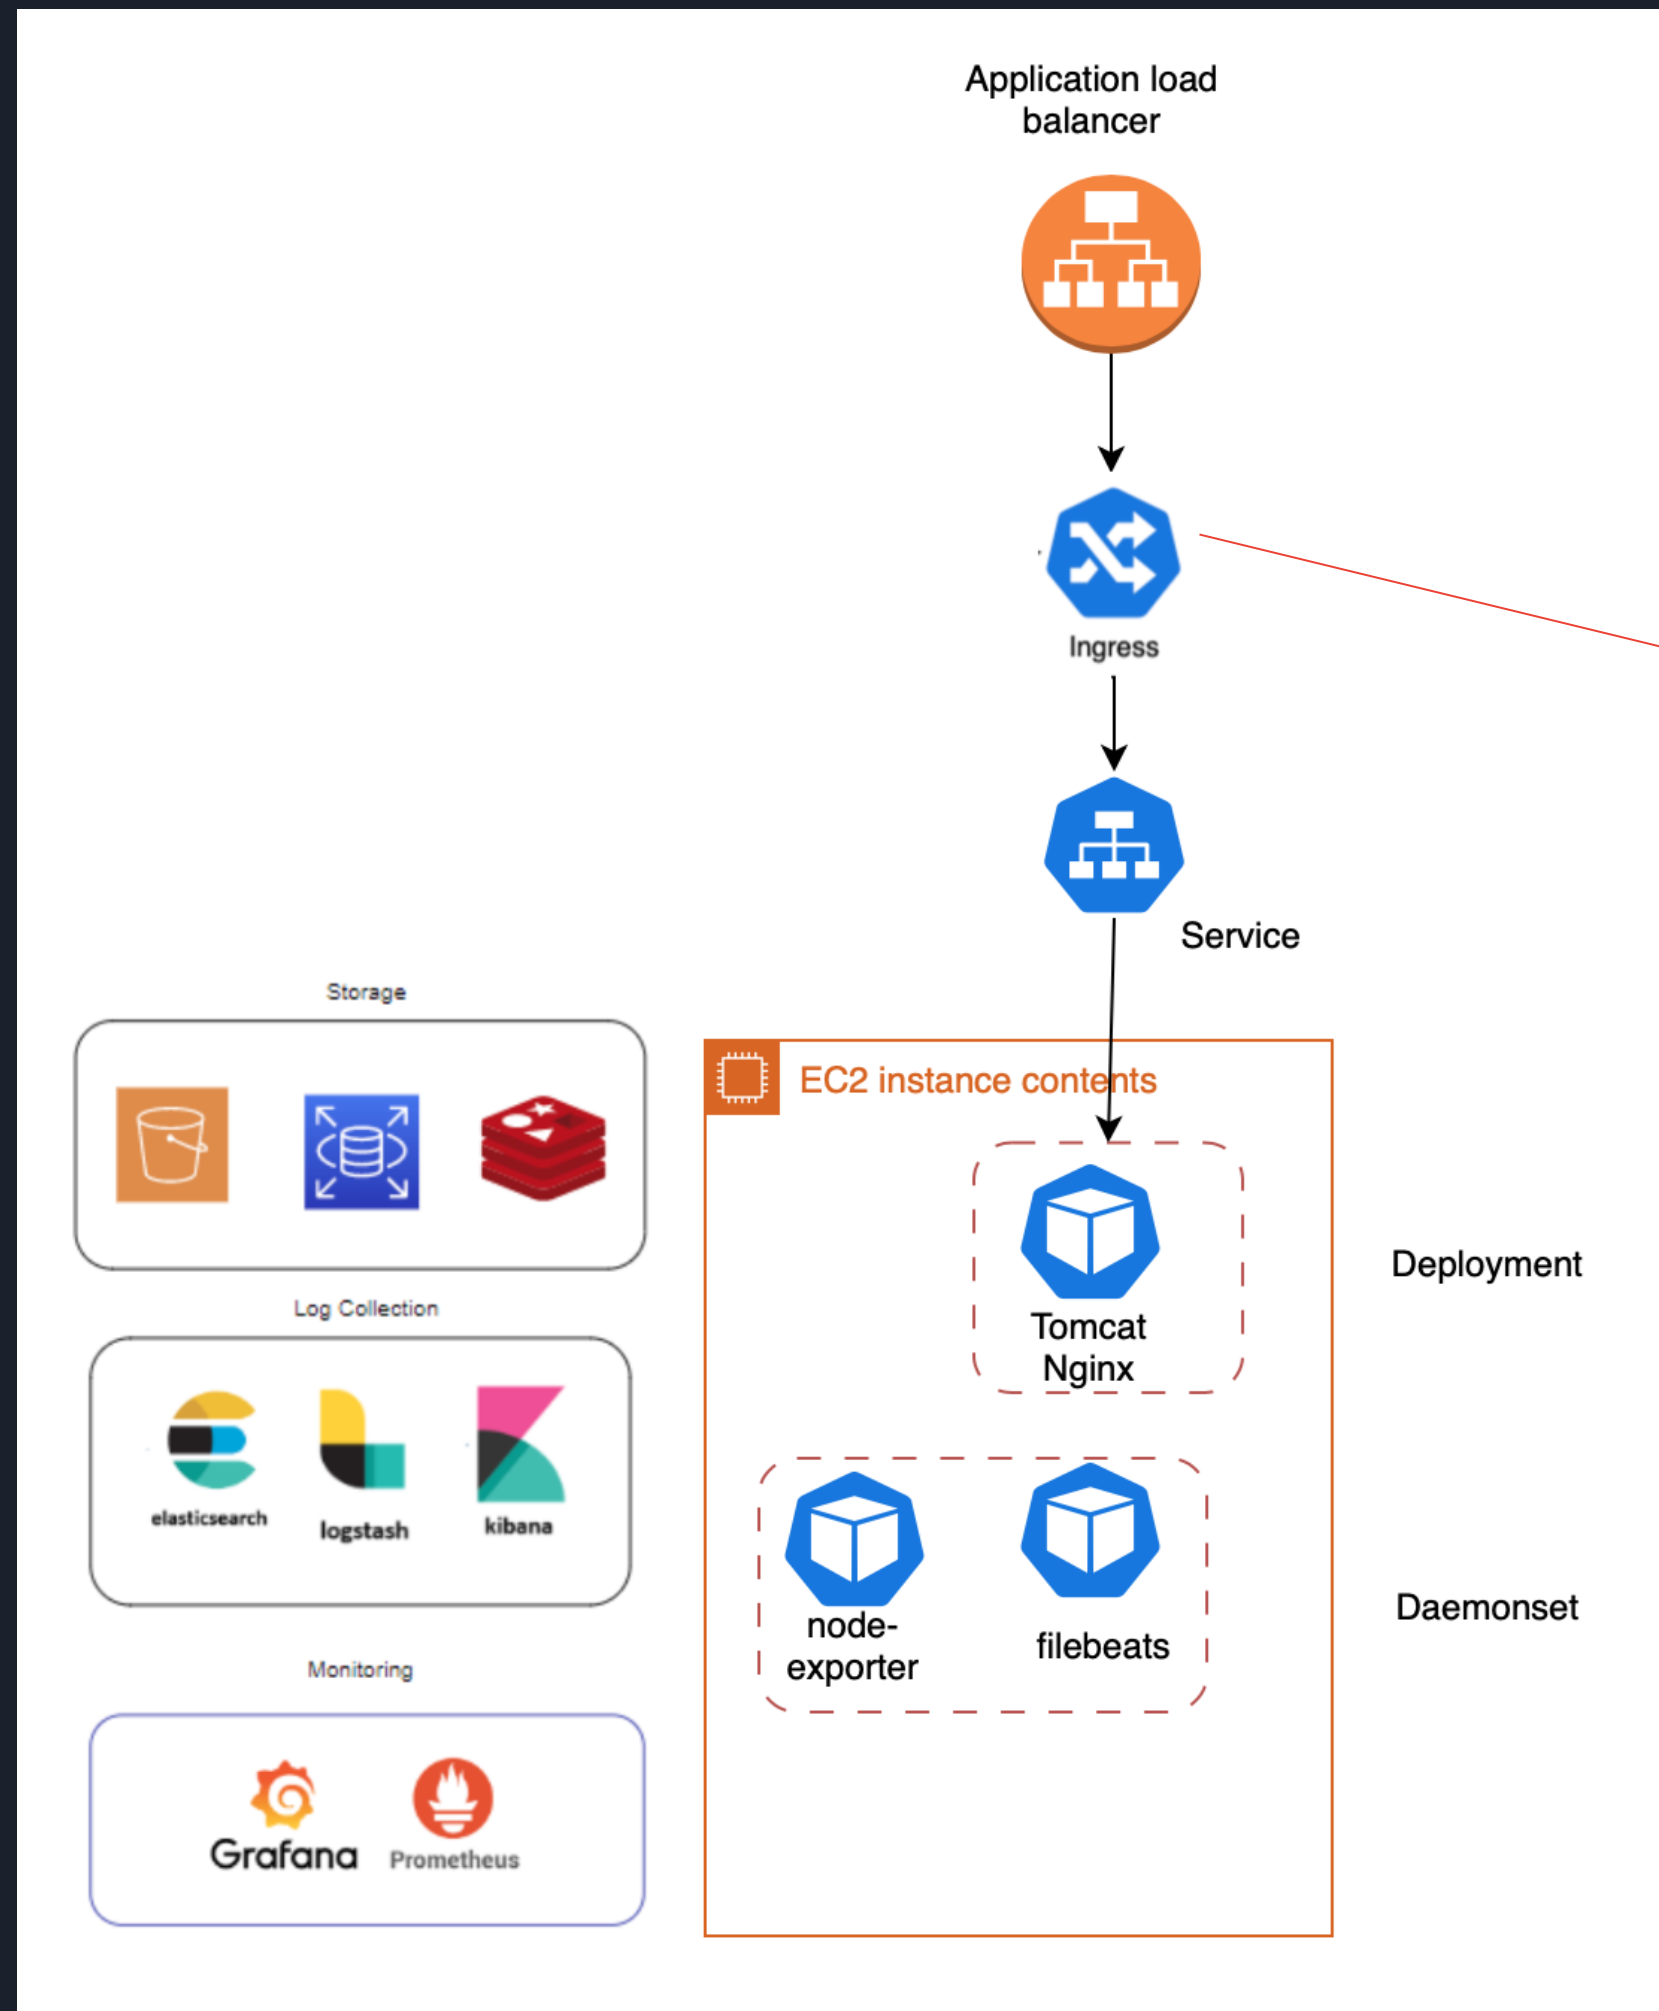 Application load
balancer
Ingress
Service
Storage
EC2 instance contents
Deployment
Log Collection
Tomcat
Nginx
elasticsearch
logstash
kibana
Daemonset
node-
exporter
filebeats
Monitoring
Grafana
Prometheus